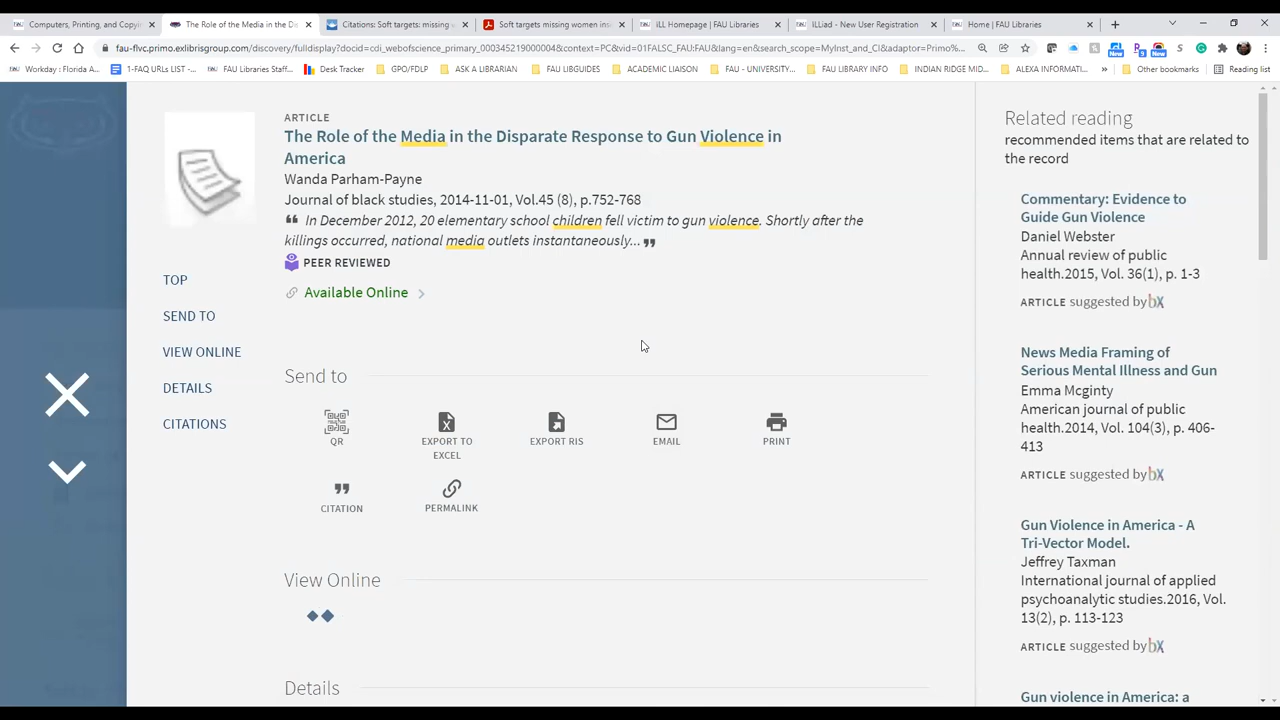 Computers, Printing, and Copyin
The Role of the Media in the Dis
Citations: Soft targets: missing w
Soft targets missing women ins
iLL Homepage | FAU Libraries
ILLiad - New User Registration
Home | FAU Libraries
fau-flvc.primo.exlibrisgroup.com/discovery/fulldisplay?docid=cdi_webofscience_primary_000345219000004&context=PC&vid=01FALSC_FAU:FAU&lang=en&search_scope=MyInst_and_CI&adaptor=Primo%...
Workday : Florida A...
1-FAQ URLs LIST -...
FAU Libraries Staff...
Desk Tracker
GPO/TP
ASK A LIBRARIAN
FAU LIBGUIDES
ACADEMIC LIAISON
FAU - UNIVERSITY...
FAU LIBRARY INFO
INDIAN RIDGE MID...
ALEXA INFORMATI...
Other bookmarks
Reading list
ARTICLE
The Role of the Media in the Disparate Response to Gun Violence in
America
Wanda Parham-Payne
Journal of black studies, 2014-11-01, Vol.45 (8), p.752-768
In December 2012, 20 elementary school children fell victim to gun violence. Shortly after the
killings occurred, national media outlets instantaneously...
PEER REVIEWED
Available Online
TOP
SEND TO
VIEW ONLINE
DETAILS
CITATIONS
Send to
QR
EXPORT TO
EXCEL
EXPORT RIS
EMAIL
PRINT
CITATION
PERMALINK
View Online
Details
Related reading
recommended items that are related to
the record
Commentary: Evidence to
Guide Gun Violence
Daniel Webster
Annual review of public
health.2015, Vol. 36(1), p. 1-3
ARTICLE suggested by bX
News Media Framing of
Serious Mental Illness and Gun
Emma Mcginty
American journal of public
health.2014, Vol. 104(3), p. 406-
413
ARTICLE suggested by bX
Gun Violence in America - A
Tri-Vector Model.
Jeffrey Taxman
International journal of applied
psychoanalytic studies.2016, Vol.
13(2), p. 113-123
ARTICLE suggested by bX
Gun violence in America: a